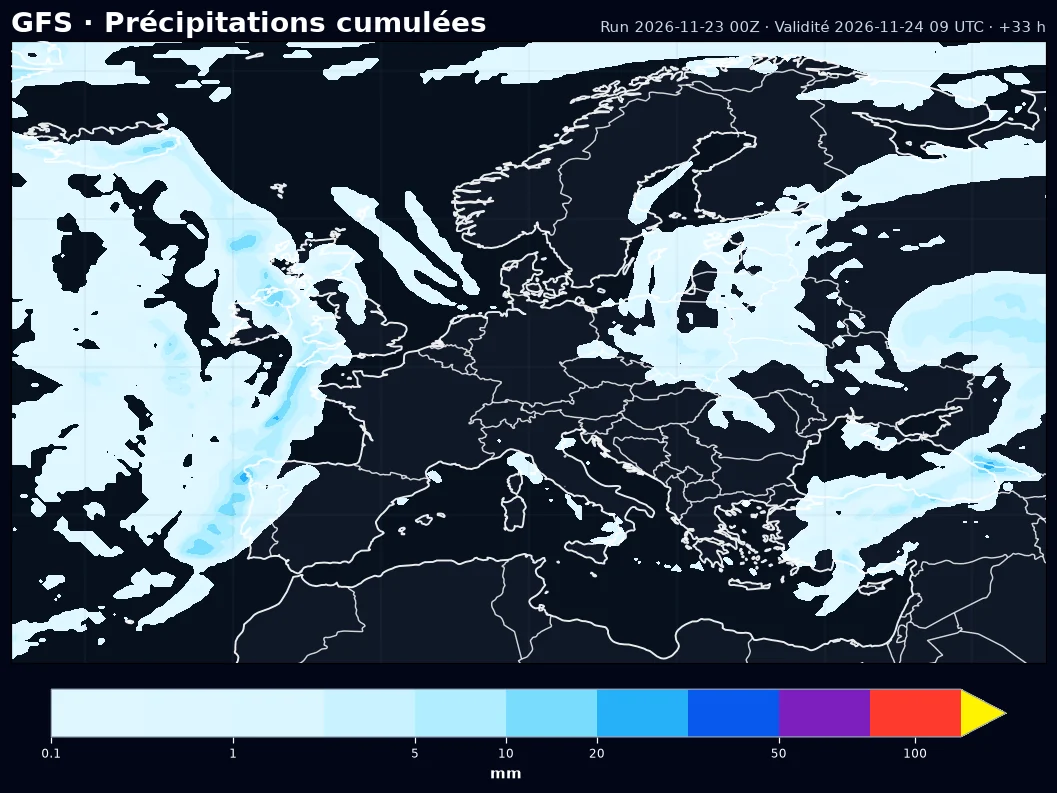 GFS · Précipitations cumulées
Run 2026-11-23 00Z · Validité 2026-11-24 09 UTC · +33 h
0.1 1 5 10 20 50 100
mm